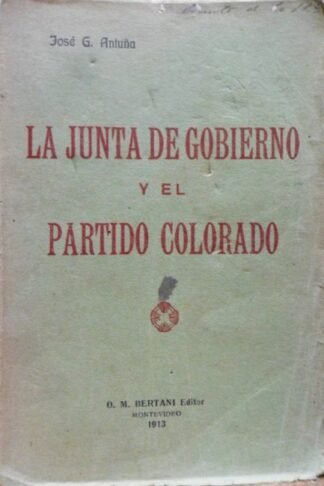 José G. Antuña
LA JUNTA DE GOBIERNO
Y EL
PARTIDO COLORADO
O. M. BERTANI Editor
MONTEVIDEO
1913